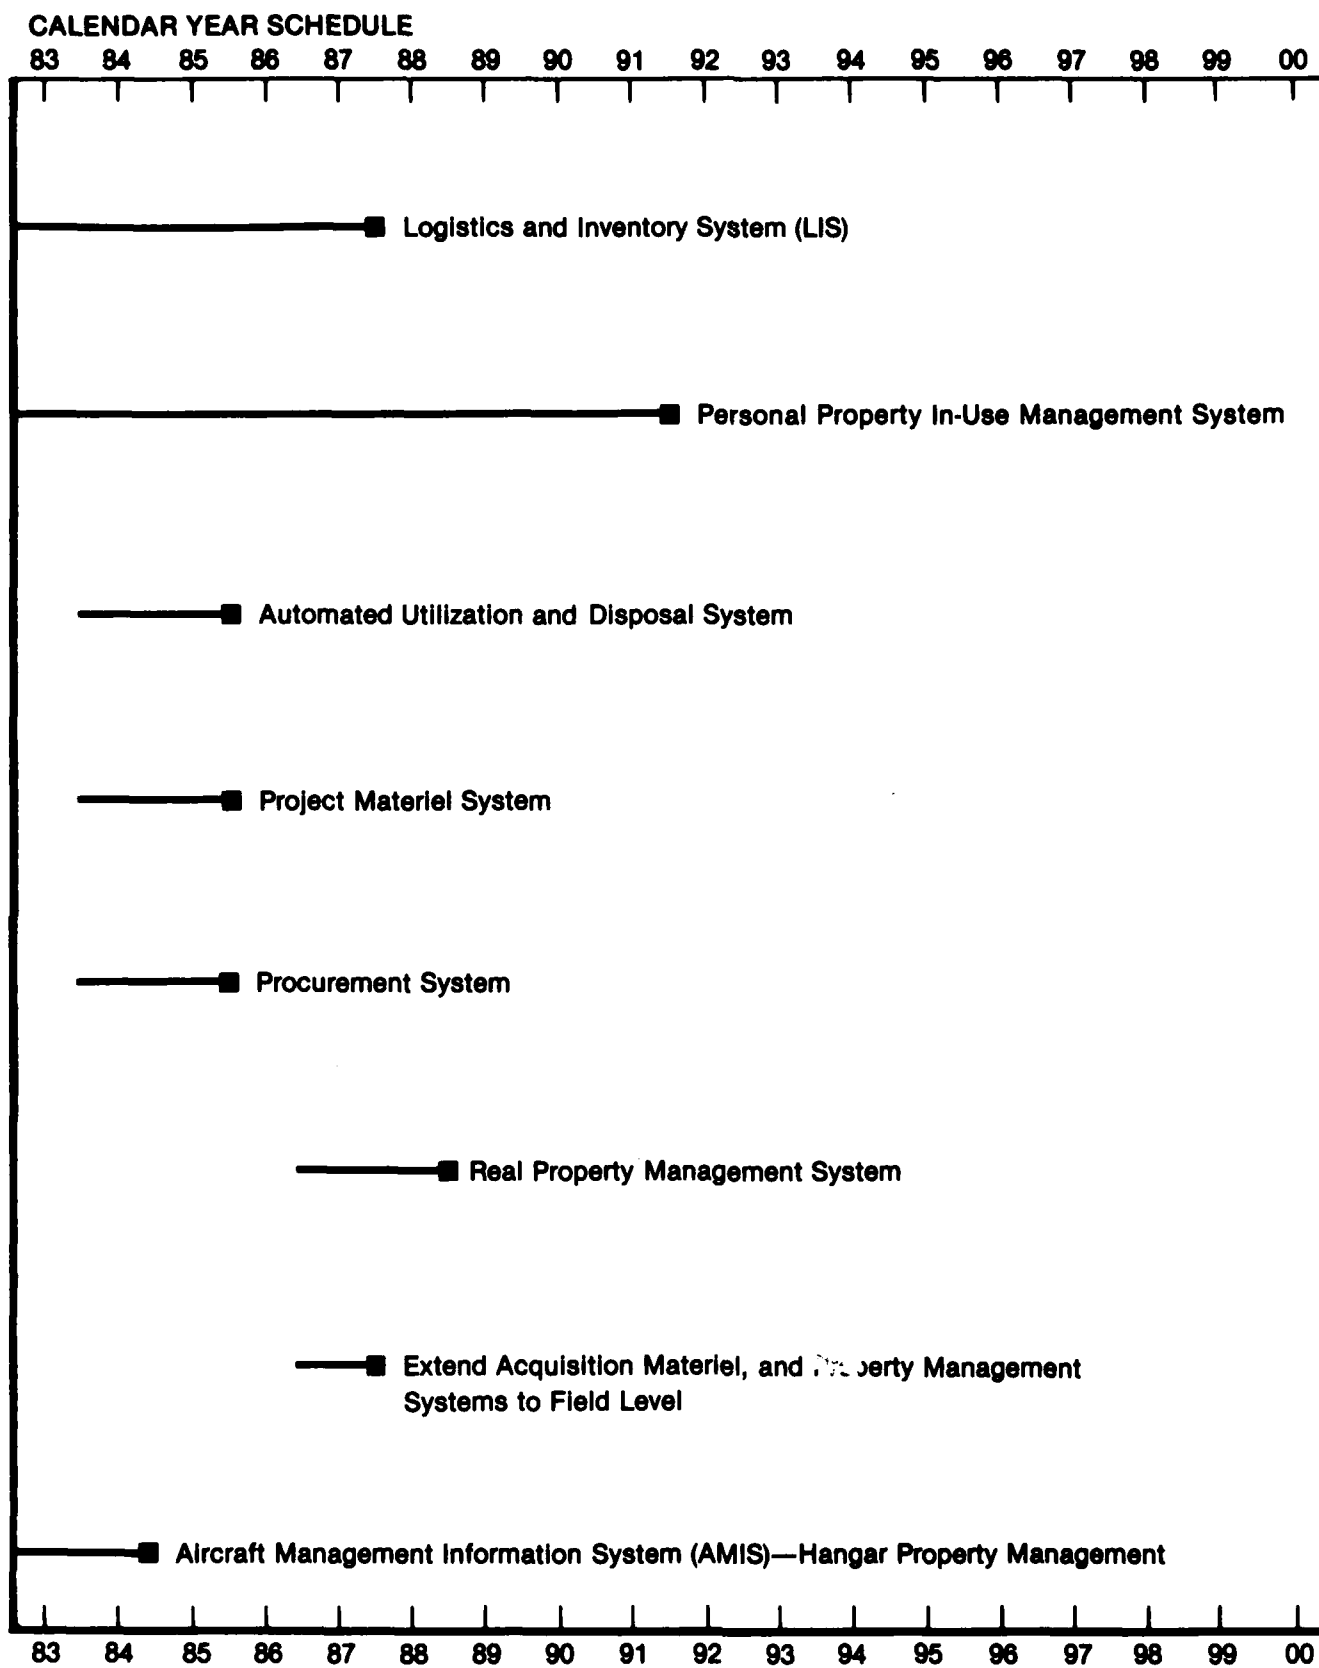 CALENDAR YEAR SCHEDULE
83 84 85 86 87 88 89 90 91 92 93 94 95 96 97 98 99 00
Logistics and Inventory System (LIS)
Personal Property In-Use Management System
Automated Utilization and Disposal System
Project Materiel System
Procurement System
Real Property Management System
Extend Acquisition Materiel, and Management
Systems to Field Level
Aircraft Management Information System (AMIS)—Hangar Property Management
83 84 85 86 87 88 89 90 91 92 93 94 95 96 97 98 99 00